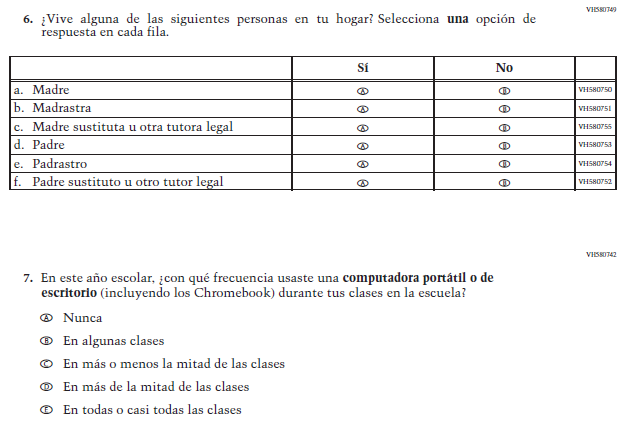 VH580749
6. ¿Vive alguna de las siguientes personas en tu hogar? Selecciona una opción de
respuesta en cada fila.
Sí No
a. Madre Ⓐ Ⓑ VH580750
b. Madrastra Ⓐ Ⓑ VH580751
c. Madre sustituta u otra tutora legal Ⓐ Ⓑ VH580755
d. Padre Ⓐ Ⓑ VH580753
e. Padrastro Ⓐ Ⓑ VH580754
f. Padre sustituto u otro tutor legal Ⓐ Ⓑ VH580752
VH580742
7. En este año escolar, ¿con qué frecuencia usaste una computadora portátil o de
escritorio (incluyendo los Chromebook) durante tus clases en la escuela?
Ⓐ Nunca
Ⓑ En algunas clases
Ⓒ En más o menos la mitad de las clases
Ⓓ En más de la mitad de las clases
Ⓔ En todas o casi todas las clases